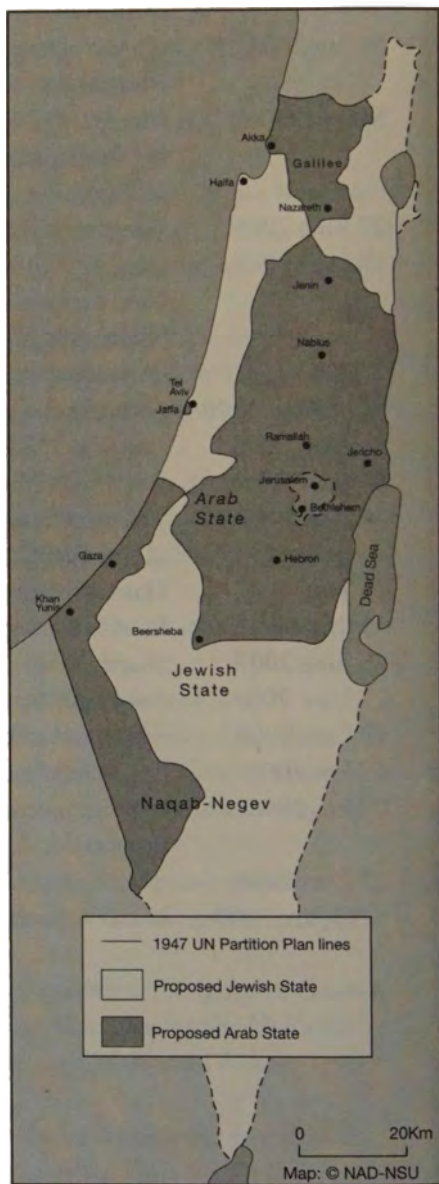 Akka
Galilee
Haifa
Nazareth
Jenin
Nablus
Tel
Aviv
Jaffa
Ramallah
Jericho
Jerusalem
Arab
State
Bethlehem
Gaza
Hebron
Dead Sea
Khan
Yunis
Beersheba
Jewish
State
Naqab-Negev
1947 UN Partition Plan lines
Proposed Jewish State
Proposed Arab State
0 20Km
Map: © NAD-NSU